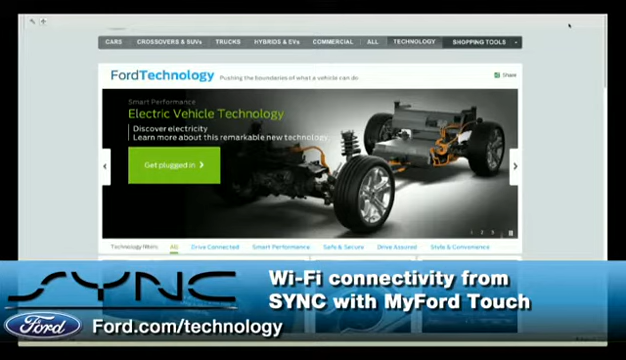 CARS CROSSOVERS & SUVs TRUCKS HYBRIDS & EVs COMMERCIAL ALL TECHNOLOGY SHOPPING TOOLS
FordTechnology Pushing the boundaries of what a vehicle can do. Share
Smart Performance
Electric Vehicle Technology
Discover electricity
Learn more about this remarkable new technology.
Get plugged in
Technology filters All Drive Connected Smart Performance Safe & Secure Drive Assured Style & Convenience
SYNC
Wi-Fi connectivity from
SYNC with MyFord Touch
Ford
Ford.com/technology